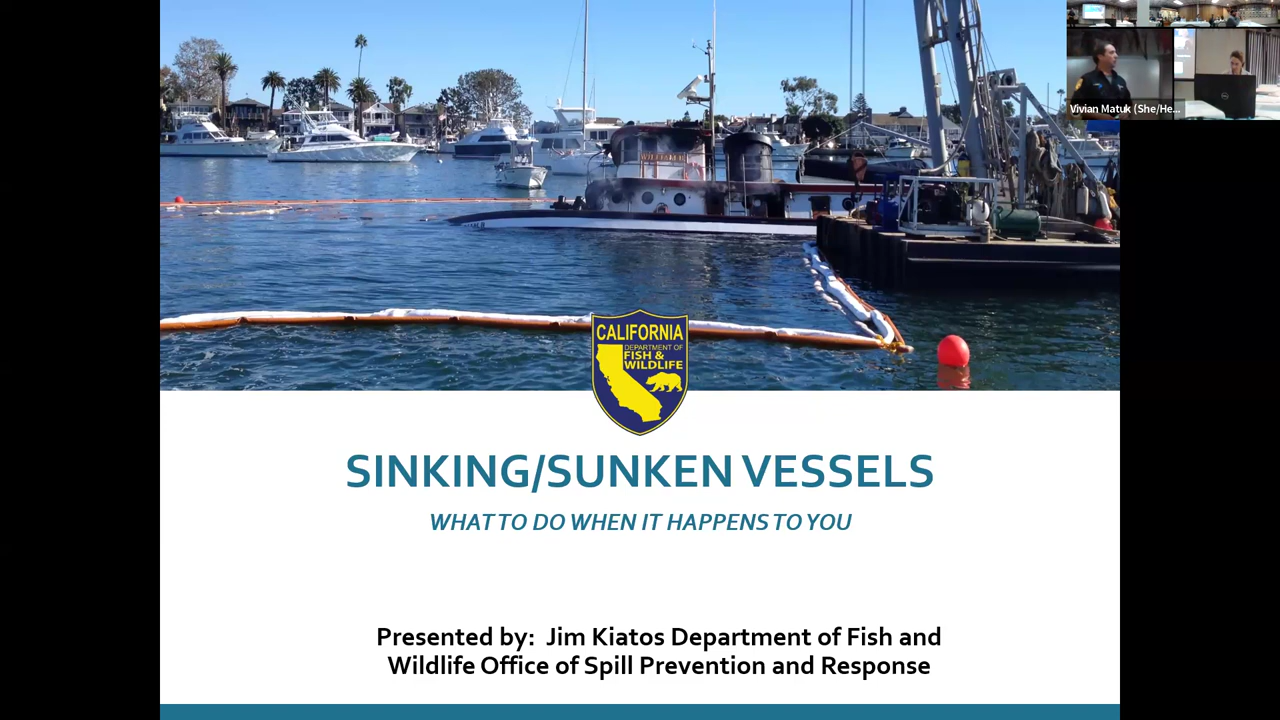 Vivian Matuk (She/He...
CALIFORNIA
DEPARTMENT OF
FISH &
WILDLIFE
SINKING/SUNKEN VESSELS
WHAT TO DO WHEN IT HAPPENS TO YOU
Presented by: Jim Kiatos Department of Fish and
Wildlife Office of Spill Prevention and Response